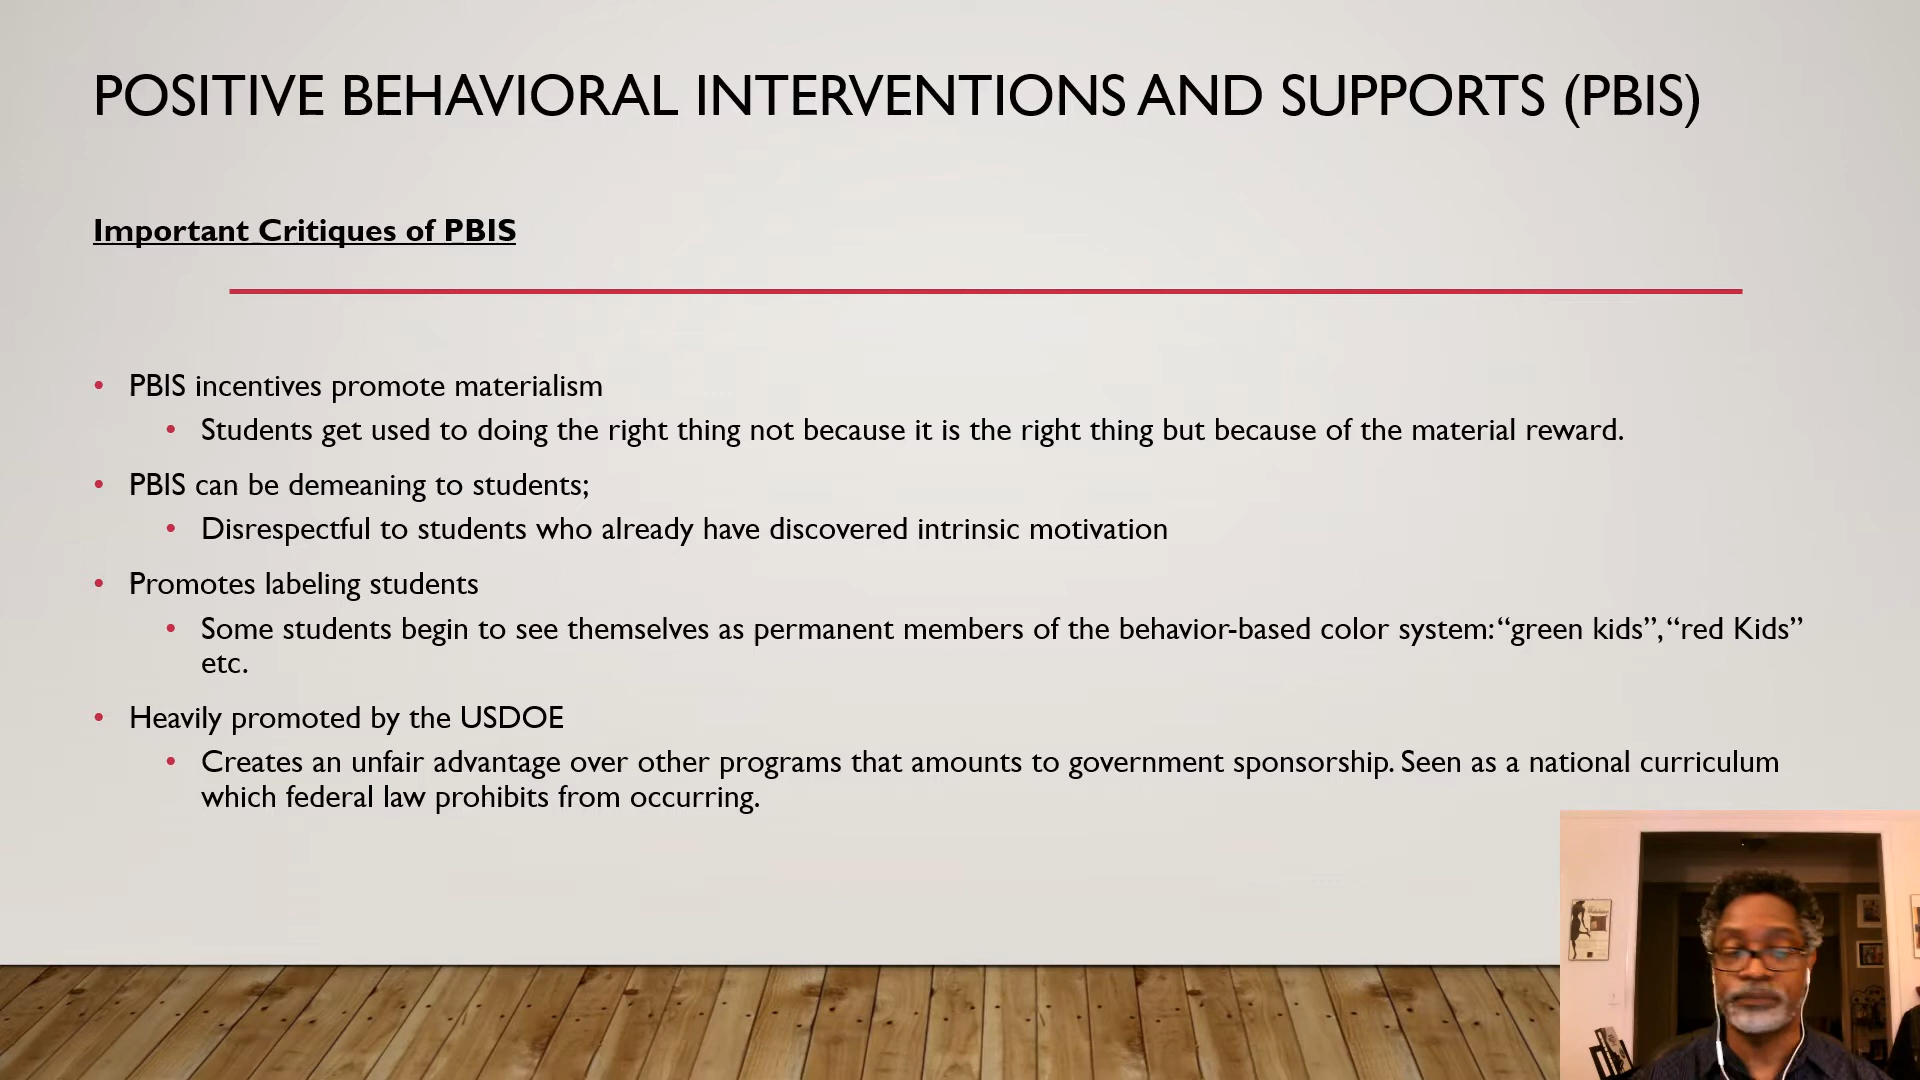 POSITIVE BEHAVIORAL INTERVENTIONS AND SUPPORTS (PBIS)
Important Critiques of PBIS
• PBIS incentives promote materialism
• Students get used to doing the right thing not because it is the right thing but because of the material reward.
• PBIS can be demeaning to students;
• Disrespectful to students who already have discovered intrinsic motivation
• Promotes labeling students
• Some students begin to see themselves as permanent members of the behavior-based color system: “green kids”, “red Kids”
etc.
• Heavily promoted by the USDOE
• Creates an unfair advantage over other programs that amounts to government sponsorship. Seen as a national curriculum
which federal law prohibits from occurring.